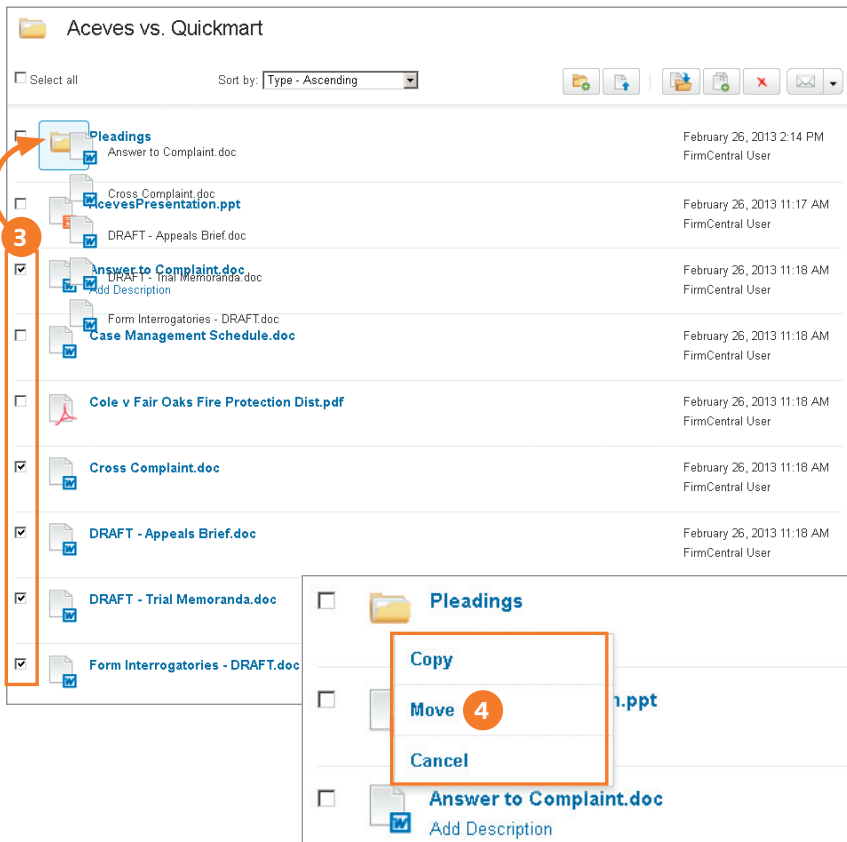 Aceves vs. Quickmart
Select all
Sort by: Type - Ascending
Pleadings
February 26, 2013 2:14 PM
Answer to Complaint.doc
FirmCentral User
Cross Complaint.doc
AcevesPresentation.ppt
February 26, 2013 11:17 AM
FirmCentral User
3
DRAFT - Appeals Brief.doc
Answer to Complaint.doc
February 26, 2013 11:18 AM
DRAFT - Trial Memoranda.doc
Add Description
FirmCentral User
Form Interrogatories - DRAFT.doc
Case Management Schedule.doc
February 26, 2013 11:18 AM
FirmCentral User
Cole v Fair Oaks Fire Protection Dist.pdf
February 26, 2013 11:18 AM
FirmCentral User
Cross Complaint.doc
February 26, 2013 11:18 AM
FirmCentral User
DRAFT - Appeals Brief.doc
February 26, 2013 11:18 AM
FirmCentral User
DRAFT - Trial Memoranda.doc
Form Interrogatories - DRAFT.doc
Pleadings
Copy
Move 4
n.ppt
Cancel
Answer to Complaint.doc
Add Description